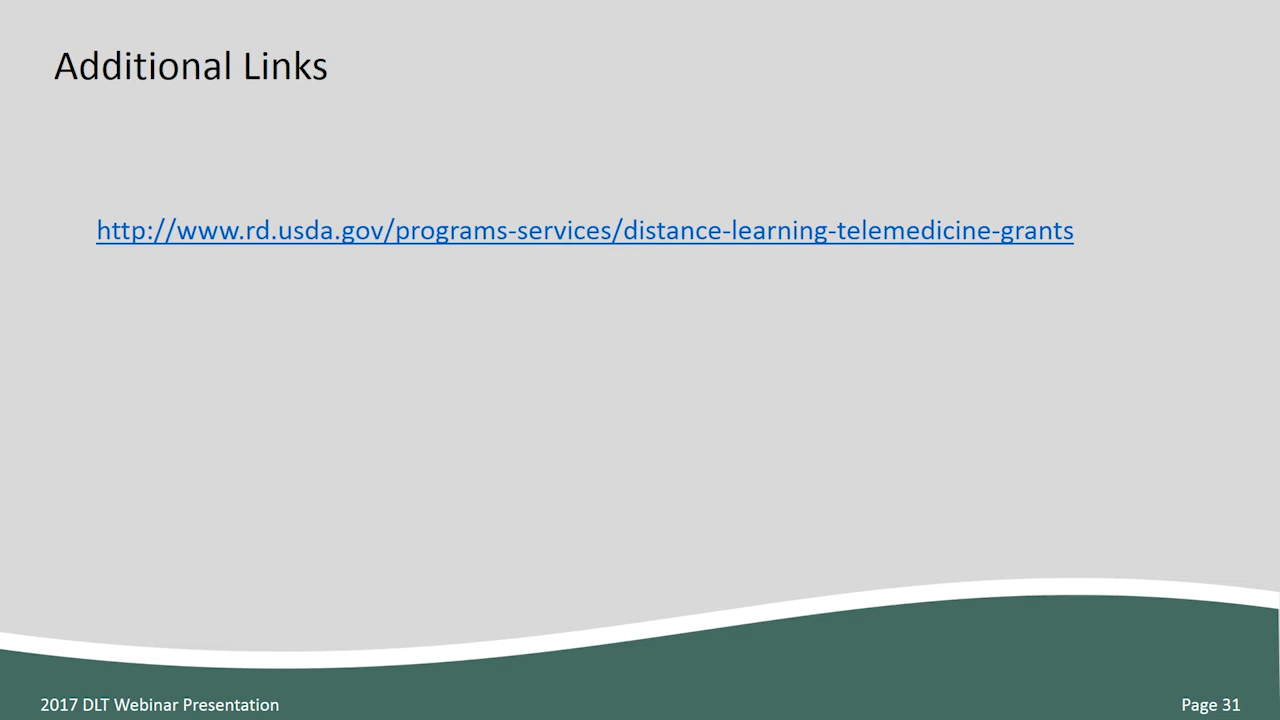 Additional Links
http://www.rd.usda.gov/programs-services/distance-learning-telemedicine-grants
2017 DLT Webinar Presentation
Page 31